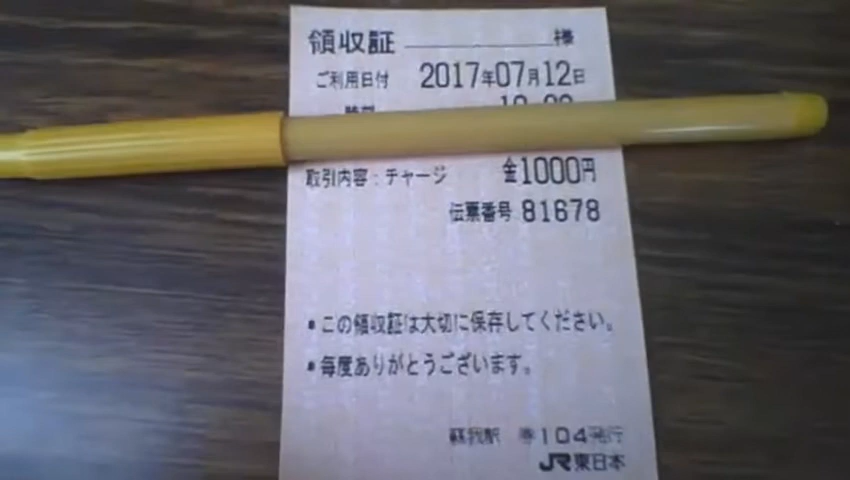 領収証 様
ご利用日付 2017年07月12日
取引内容:チャージ 金1000円
伝票番号 81678
▪この領収証は大切に保存してください。
▪毎度ありがとうございます。
蘇我駅 券104発行
JR東日本